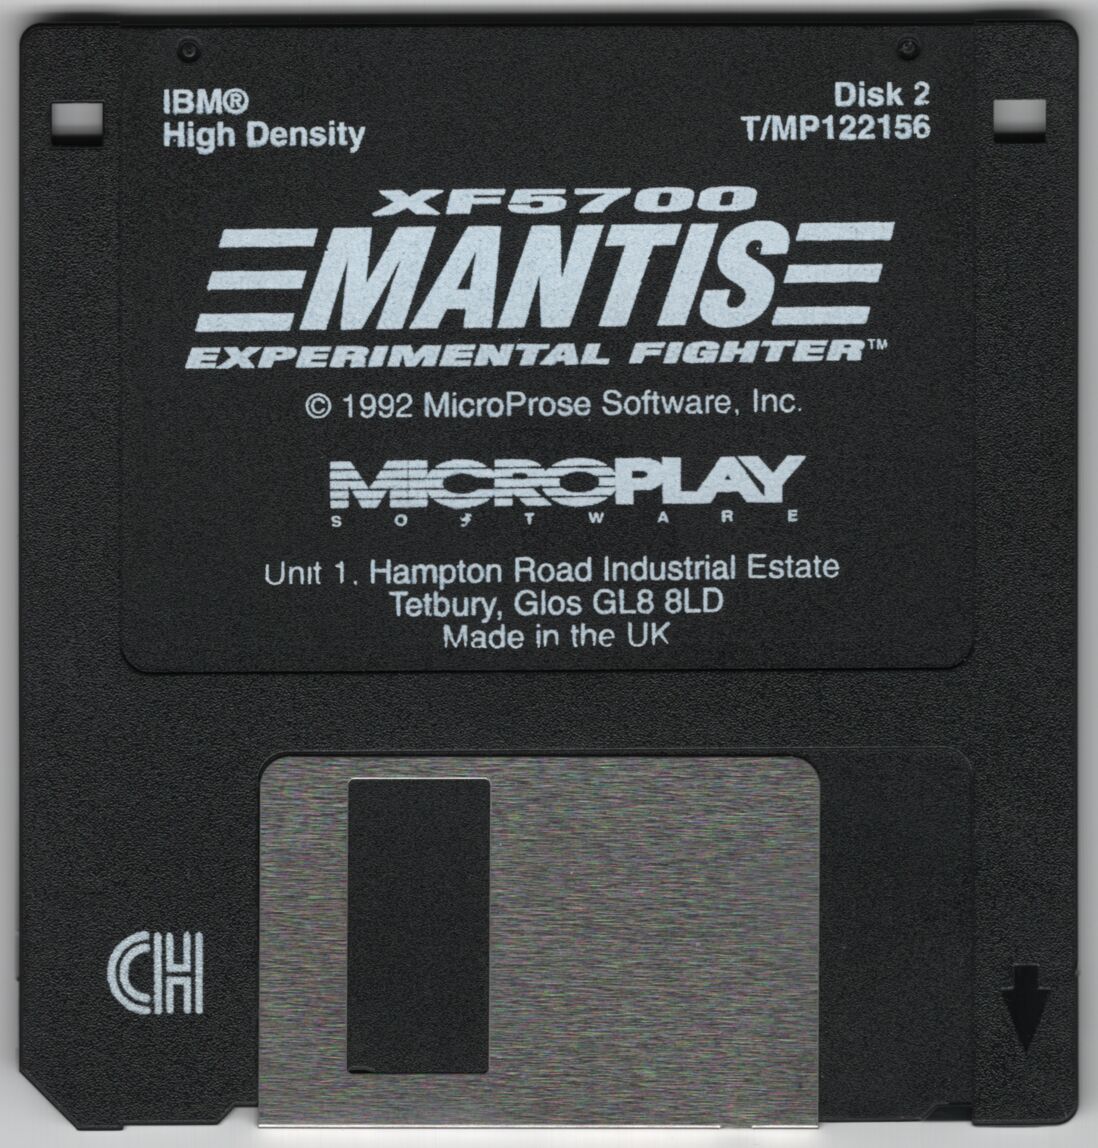 IBM®
High Density
Disk 2
T/MP122156
XF5700
MANTIS
EXPERIMENTAL FIGHTER™
© 1992 MicroProse Software, Inc.
MICROPLAY
SOFTWARE
Unit 1, Hampton Road Industrial Estate
Tetbury, Glos GL8 8LD
Made in the UK
CH